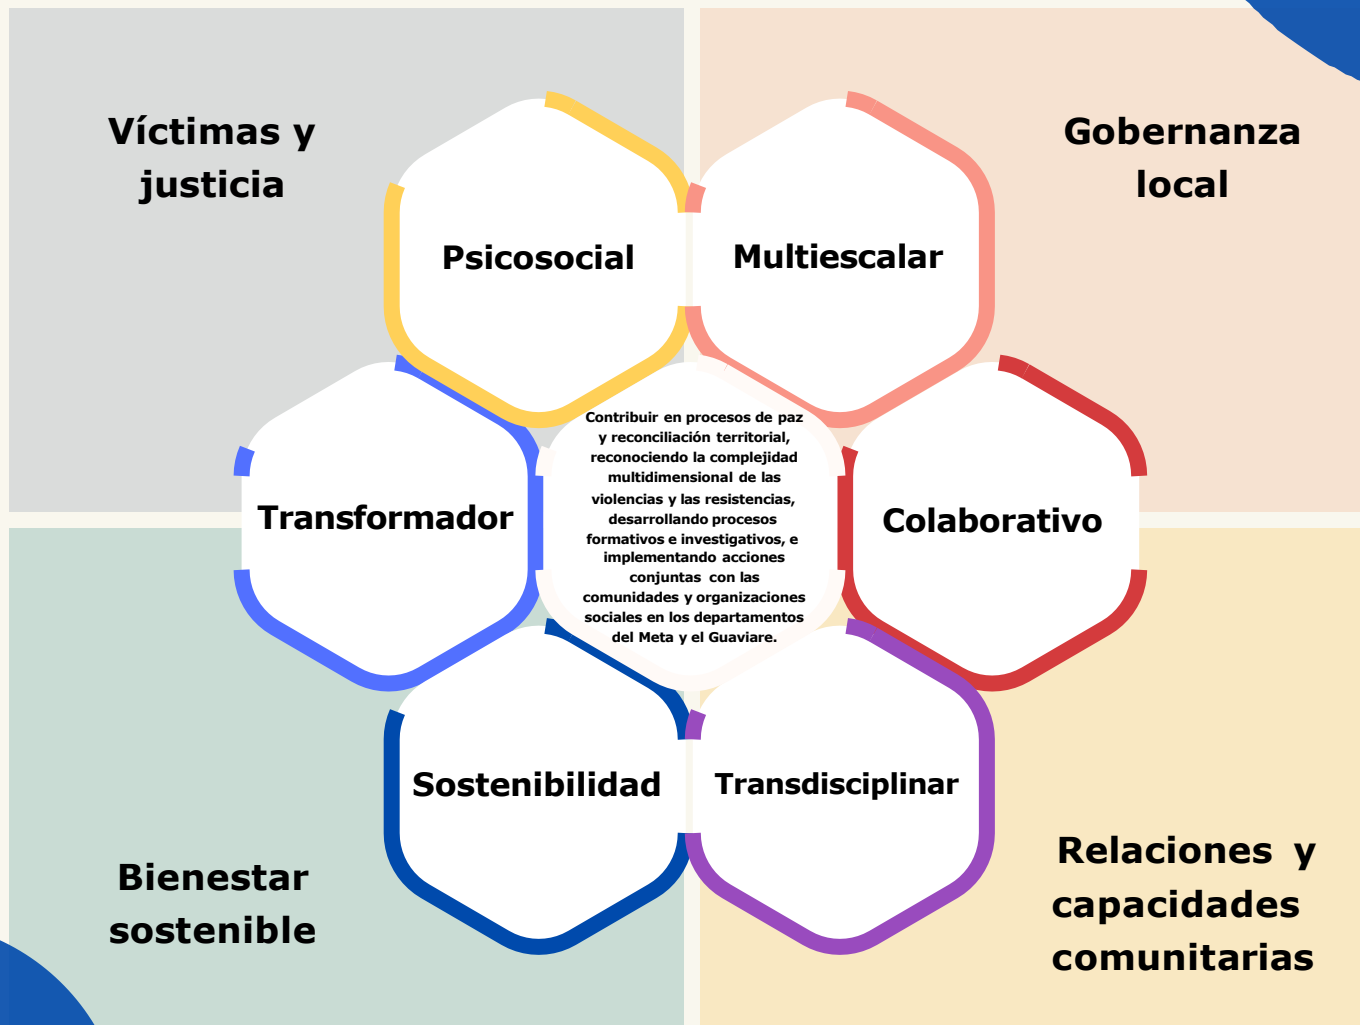 Víctimas y
justicia
Gobernanza
local
Psicosocial
Multiescalar
Contribuir en procesos de paz
y reconciliación territorial,
reconociendo la complejidad
multidimensional de las
violencias y las resistencias,
desarrollando procesos
formativos e investigativos, e
implementando acciones
conjuntas con las
comunidades y organizaciones
sociales en los departamentos
del Meta y el Guaviare.
Transformador
Colaborativo
Sostenibilidad
Transdisciplinar
Bienestar
sostenible
Relaciones y
capacidades
comunitarias